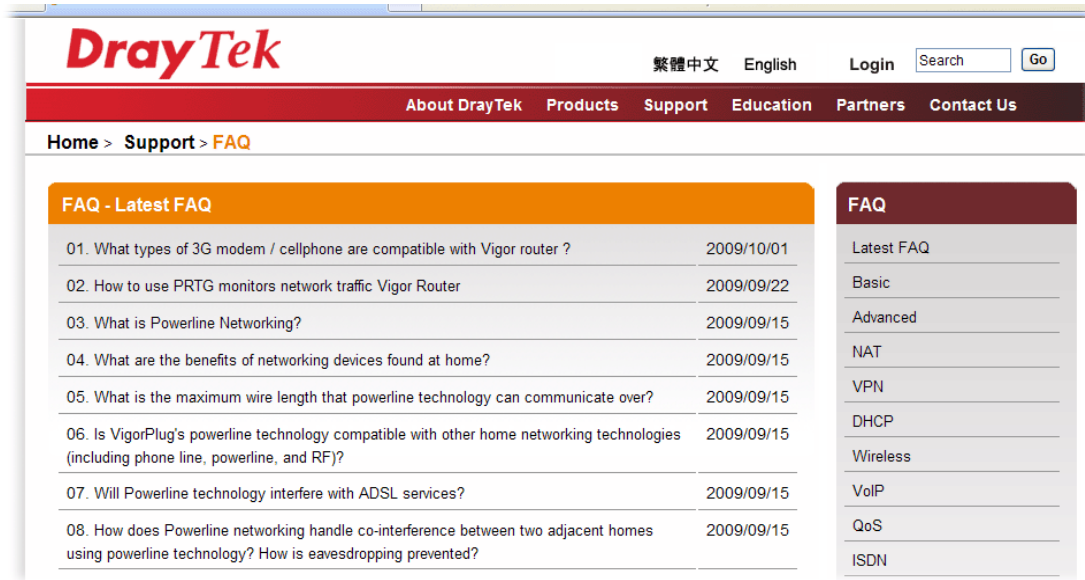 DrayTek
繁體中文 English Login Search Go
About DrayTek Products Support Education Partners Contact Us
Home > Support > FAQ
FAQ - Latest FAQ
01. What types of 3G modem / cellphone are compatible with Vigor router ? 2009/10/01
02. How to use PRTG monitors network traffic Vigor Router 2009/09/22
03. What is Powerline Networking? 2009/09/15
04. What are the benefits of networking devices found at home? 2009/09/15
05. What is the maximum wire length that powerline technology can communicate over? 2009/09/15
06. Is VigorPlug's powerline technology compatible with other home networking technologies 2009/09/15
(including phone line, powerline, and RF)?
07. Will Powerline technology interfere with ADSL services? 2009/09/15
08. How does Powerline networking handle co-interference between two adjacent homes 2009/09/15
using powerline technology? How is eavesdropping prevented?
FAQ
Latest FAQ
Basic
Advanced
NAT
VPN
DHCP
Wireless
VoIP
QoS
ISDN